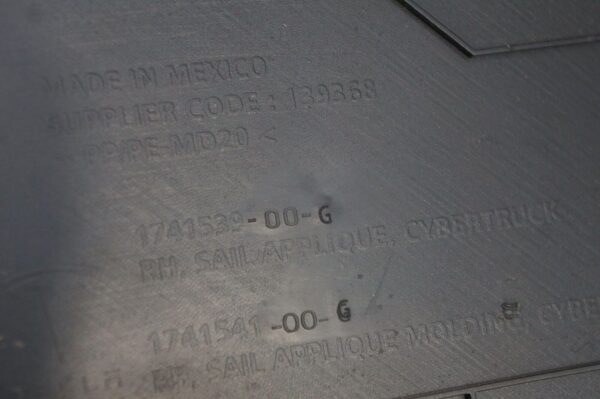 MADE IN MEXICO
SUPPLIER CODE : 139368
PP/PE-MD20 <
1741539-00-G
RH, SAIL APPLIQUE, CYBERTRUCK
1741541-00-G
RH, SAIL APPLIQUE MOLDING, CYBE